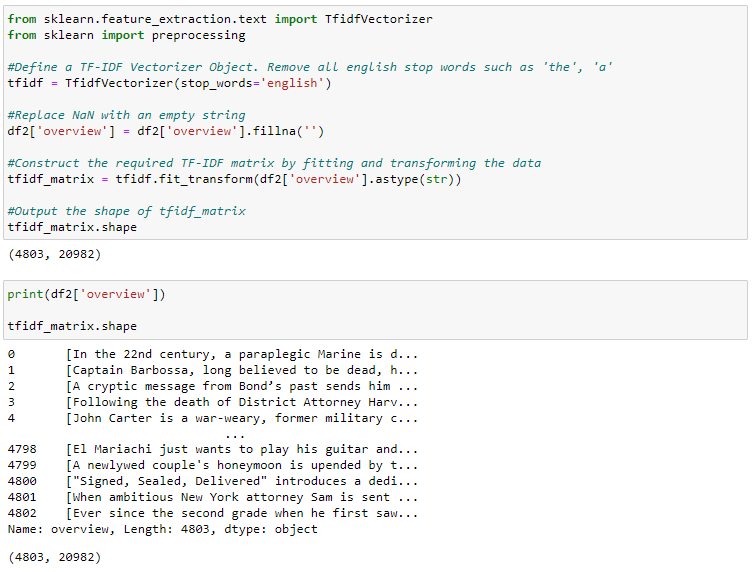 from sklearn.feature_extraction.text import TfidfVectorizer
from sklearn import preprocessing

#Define a TF-IDF Vectorizer Object. Remove all english stop words such as 'the', 'a'
tfidf = TfidfVectorizer(stop_words='english')

#Replace NaN with an empty string
df2['overview'] = df2['overview'].fillna('')

#Construct the required TF-IDF matrix by fitting and transforming the data
tfidf_matrix = tfidf.fit_transform(df2['overview'].astype(str))

#Output the shape of tfidf_matrix
tfidf_matrix.shape

(4803, 20982)

print(df2['overview'])

tfidf_matrix.shape

0       [In the 22nd century, a paraplegic Marine is d...
1       [Captain Barbossa, long believed to be dead, h...
2       [A cryptic message from Bond’s past sends him ...
3       [Following the death of District Attorney Harv...
4       [John Carter is a war-weary, former military c...
                              ...
4798    [El Mariachi just wants to play his guitar and...
4799    [A newlywed couple's honeymoon is upended by t...
4800    ["Signed, Sealed, Delivered" introduces a dedi...
4801    [When ambitious New York attorney Sam is sent ...
4802    [Ever since the second grade when he first saw...
Name: overview, Length: 4803, dtype: object

(4803, 20982)